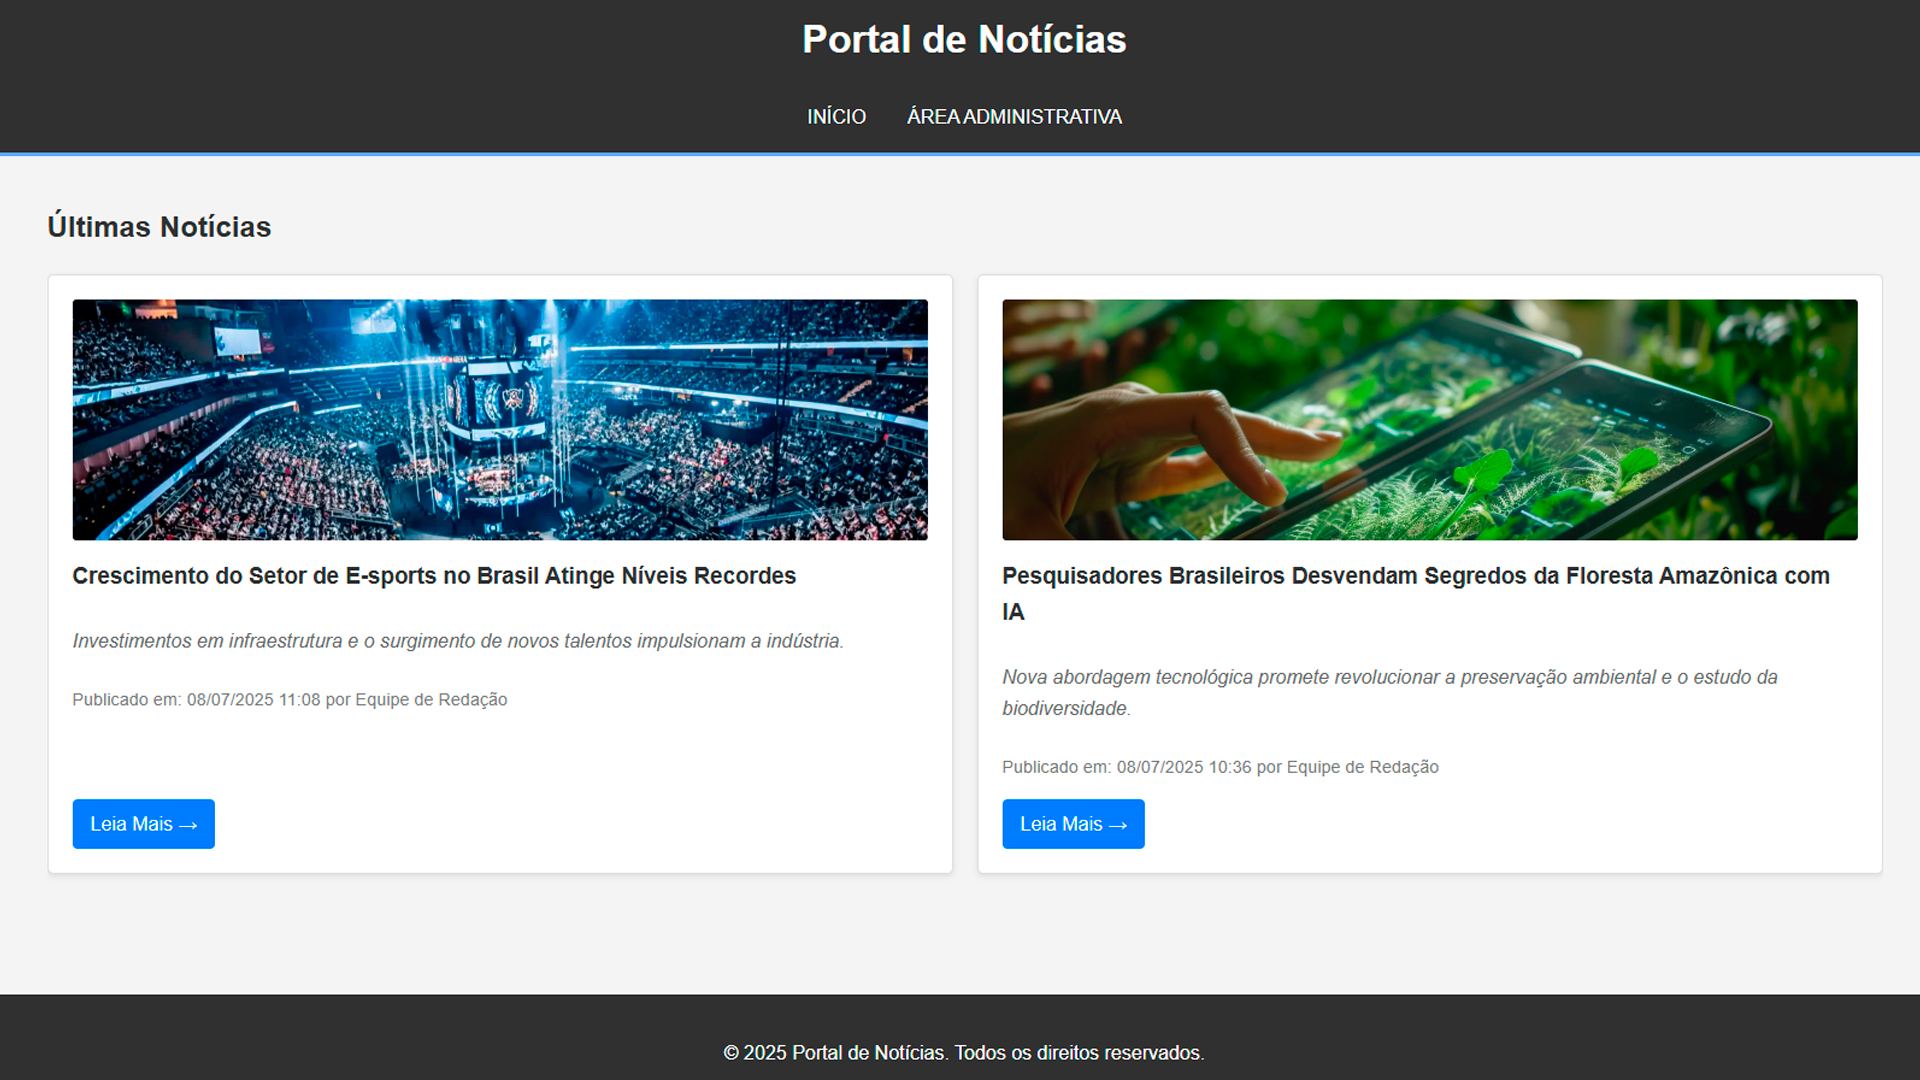 Portal de Notícias
INÍCIO ÁREA ADMINISTRATIVA
Últimas Notícias
Crescimento do Setor de E-sports no Brasil Atinge Níveis Recordes
Investimentos em infraestrutura e o surgimento de novos talentos impulsionam a indústria.
Publicado em: 08/07/2025 11:08 por Equipe de Redação
Leia Mais →
Pesquisadores Brasileiros Desvendam Segredos da Floresta Amazônica com
IA
Nova abordagem tecnológica promete revolucionar a preservação ambiental e o estudo da
biodiversidade.
Publicado em: 08/07/2025 10:36 por Equipe de Redação
Leia Mais →
© 2025 Portal de Notícias. Todos os direitos reservados.